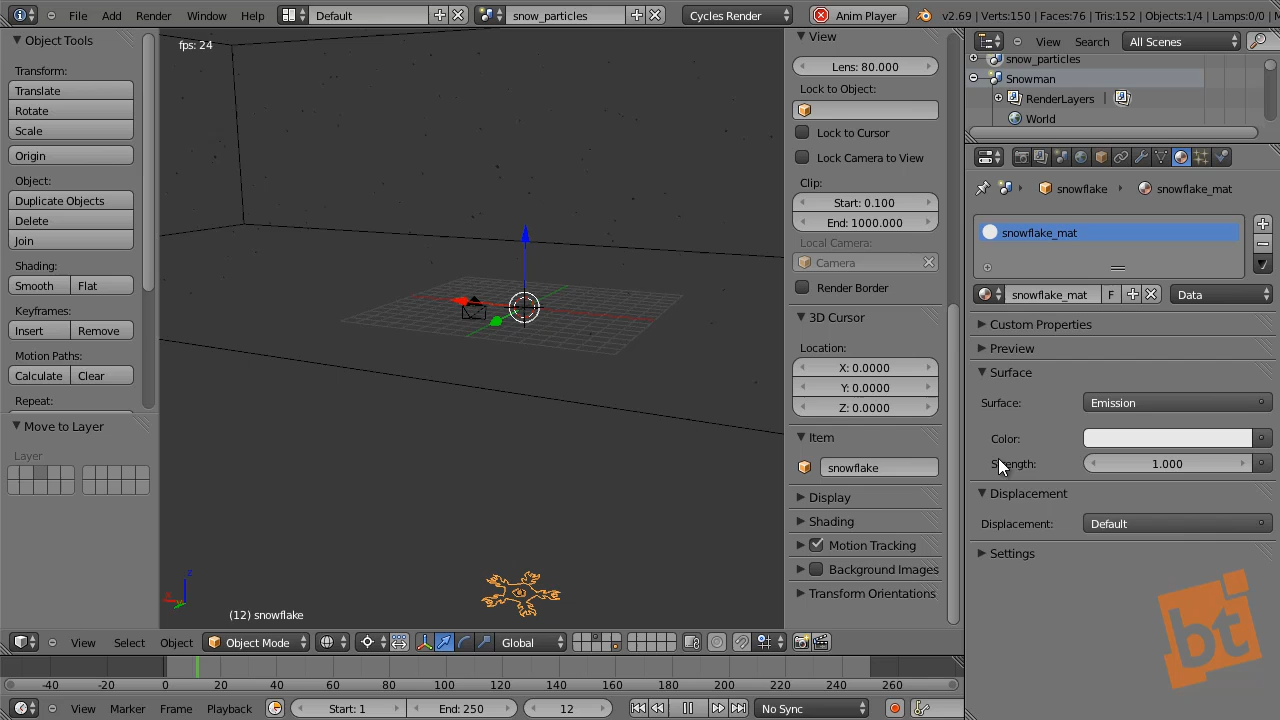 File Add Render Window Help Default snow_particles Cycles Render Anim Player v2.69 | Verts:150 | Faces:76 | Tris:152 | Objects:1/4 | Lamps:0/0 |
Object Tools
Transform:
Translate
Rotate
Scale
Origin
Object:
Duplicate Objects
Delete
Join
Shading:
Smooth Flat
Keyframes:
Insert Remove
Motion Paths:
Calculate Clear
Repeat:
Move to Layer
Layer
fps: 24
(12) snowflake
View
Lens: 80.000
Lock to Object:
Lock to Cursor
Lock Camera to View
Clip:
Start: 0.100
End: 1000.000
Local Camera:
Camera
Render Border
3D Cursor
Location:
X: 0.0000
Y: 0.0000
Z: 0.0000
Item
snowflake
Display
Shading
Motion Tracking
Background Images
Transform Orientations
View Search All Scenes
snow_particles
Snowman
RenderLayers |
World
snowflake snowflake_mat
snowflake_mat
snowflake_mat F Data
Custom Properties
Preview
Surface
Surface: Emission
Color:
Strength: 1.000
Displacement
Displacement: Default
Settings
bt
z
x
y
View Select Object Object Mode Global
-40 -20 0 20 40 60 80 100 120 140 160 180 200 220 240 260
View Marker Frame Playback Start: 1 End: 250 12 No Sync